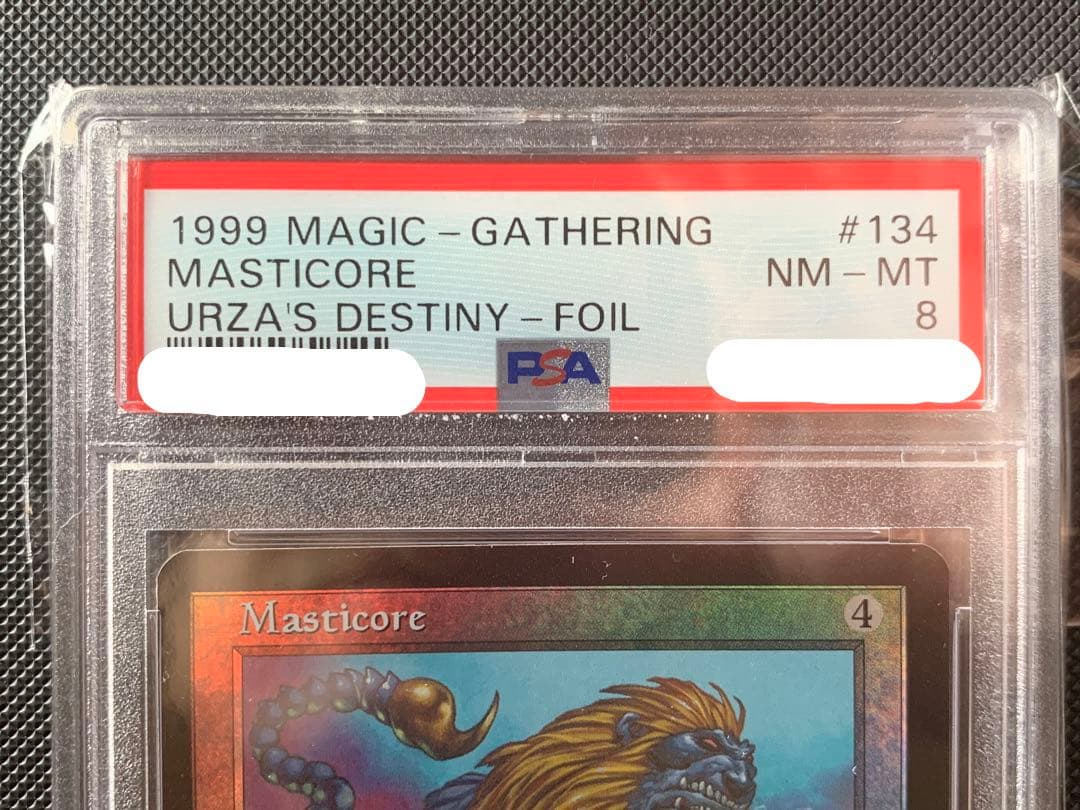 1999 MAGIC – GATHERING #134
MASTICORE NM – MT
URZA'S DESTINY – FOIL 8
PSA
Masticore 4